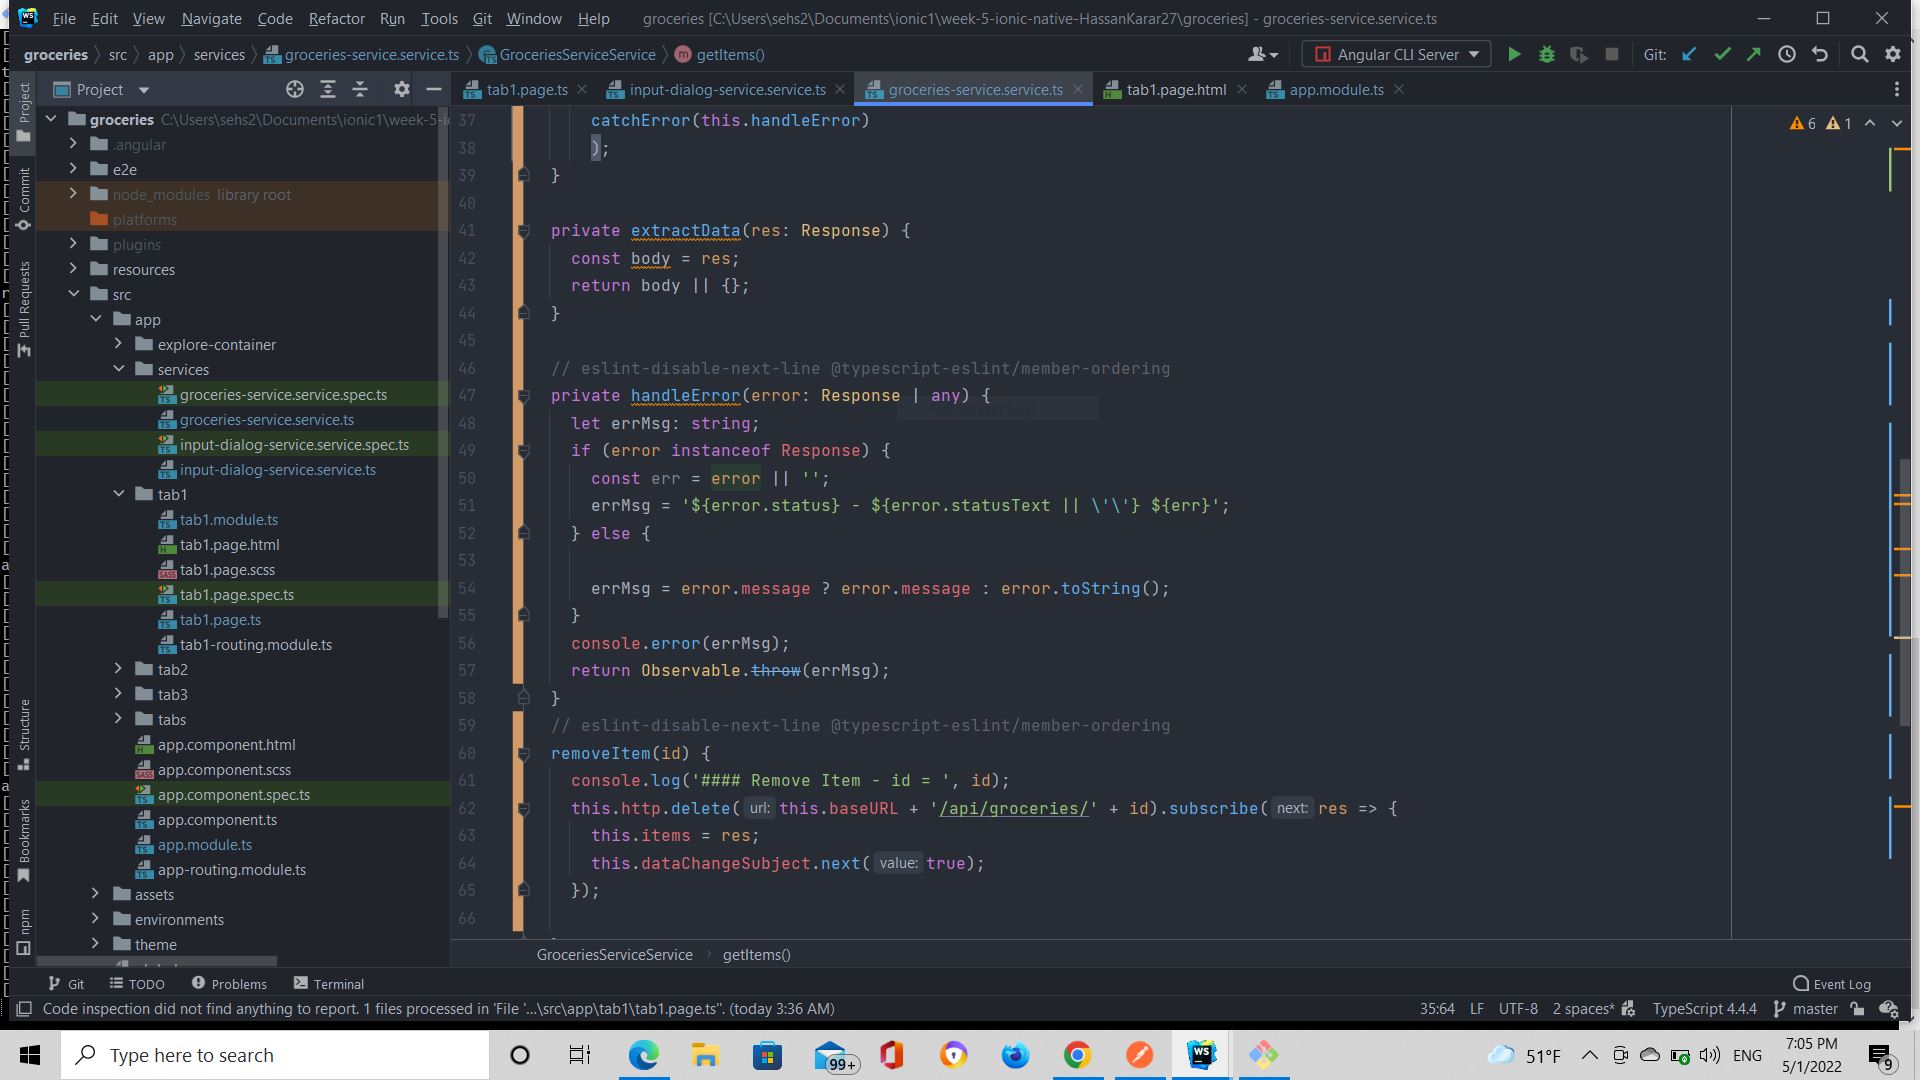 File Edit View Navigate Code Refactor Run Tools Git Window Help groceries [C:\Users\sehs2\Documents\ionic1\week-5-ionic-native-HassanKarar27\groceries] - groceries-service.service.ts
groceries src app services groceries-service.service.ts GroceriesServiceService getItems() Angular CLI Server Git:
Project tab1.page.ts input-dialog-service.service.ts groceries-service.service.ts tab1.page.html app.module.ts
Project
Commit
Pull Requests
Structure
Bookmarks
npm
groceries C:\Users\sehs2\Documents\ionic1\week-5-i
.angular
e2e
node_modules library root
platforms
plugins
resources
src
app
explore-container
services
groceries-service.service.spec.ts
groceries-service.service.ts
input-dialog-service.service.spec.ts
input-dialog-service.service.ts
tab1
tab1.module.ts
tab1.page.html
tab1.page.scss
tab1.page.spec.ts
tab1.page.ts
tab1-routing.module.ts
tab2
tab3
tabs
app.component.html
app.component.scss
app.component.spec.ts
app.component.ts
app.module.ts
app-routing.module.ts
assets
environments
theme
6 1
37 catchError(this.handleError)
38 );
39 }
40
41 private extractData(res: Response) {
42 const body = res;
43 return body || {};
44 }
45
46 // eslint-disable-next-line @typescript-eslint/member-ordering
47 private handleError(error: Response | any) {
48 let errMsg: string;
49 if (error instanceof Response) {
50 const err = error || '';
51 errMsg = '${error.status} - ${error.statusText || \'\'} ${err}';
52 } else {
53
54 errMsg = error.message ? error.message : error.toString();
55 }
56 console.error(errMsg);
57 return Observable.throw(errMsg);
58 }
59 // eslint-disable-next-line @typescript-eslint/member-ordering
60 removeItem(id) {
61 console.log('#### Remove Item - id = ', id);
62 this.http.delete( url: this.baseURL + '/api/groceries/' + id).subscribe( next: res => {
63 this.items = res;
64 this.dataChangeSubject.next( value: true);
65 });
66
GroceriesServiceService getItems()
Git TODO Problems Terminal Event Log
Code inspection did not find anything to report. 1 files processed in 'File '...\src\app\tab1\tab1.page.ts''. (today 3:36 AM) 35:64 LF UTF-8 2 spaces* TypeScript 4.4.4 master
Type here to search 99+ WS 51°F ENG 7:05 PM
5/1/2022 9